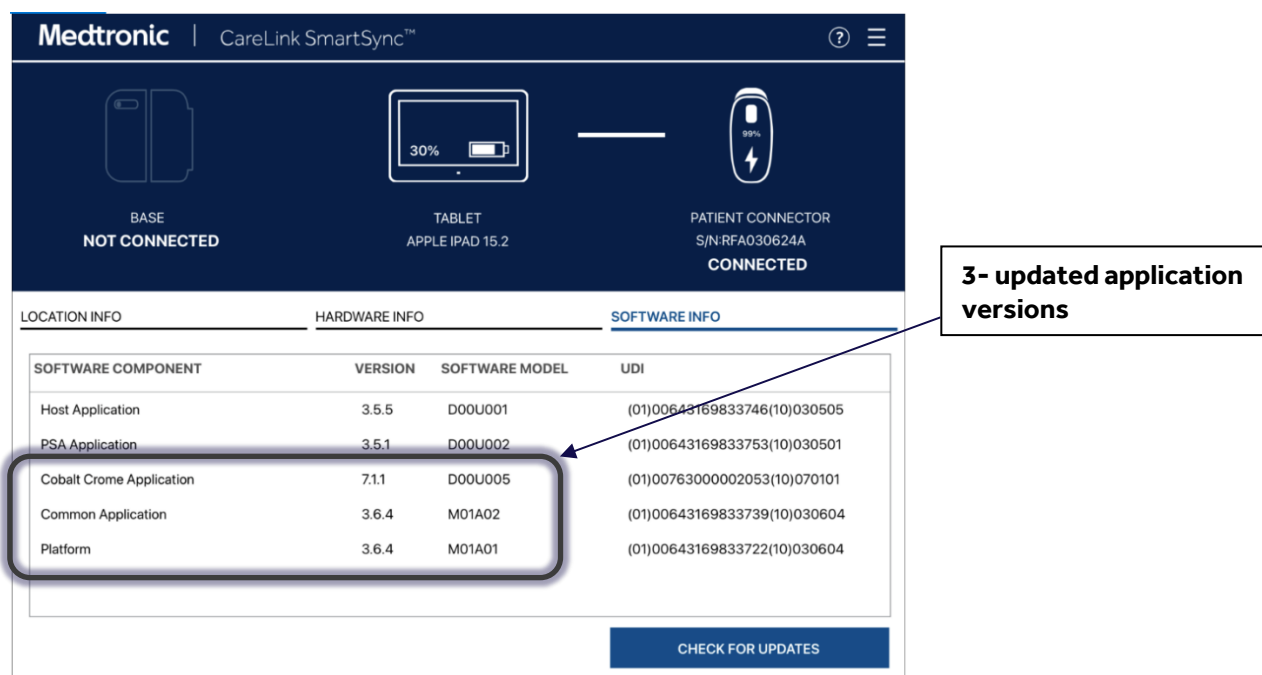 Medtronic | CareLink SmartSync™ ?
30%
99%
BASE
NOT CONNECTED
TABLET
APPLE IPAD 15.2
PATIENT CONNECTOR
S/N:RFA030624A
CONNECTED
3- updated application
versions
LOCATION INFO HARDWARE INFO SOFTWARE INFO
SOFTWARE COMPONENT VERSION SOFTWARE MODEL UDI
Host Application 3.5.5 D00U001 (01)00643169833746(10)030505
PSA Application 3.5.1 D00U002 (01)00643169833753(10)030501
Cobalt Crome Application 7.1.1 D00U005 (01)00763000002053(10)070101
Common Application 3.6.4 M01A02 (01)00643169833739(10)030604
Platform 3.6.4 M01A01 (01)00643169833722(10)030604
CHECK FOR UPDATES